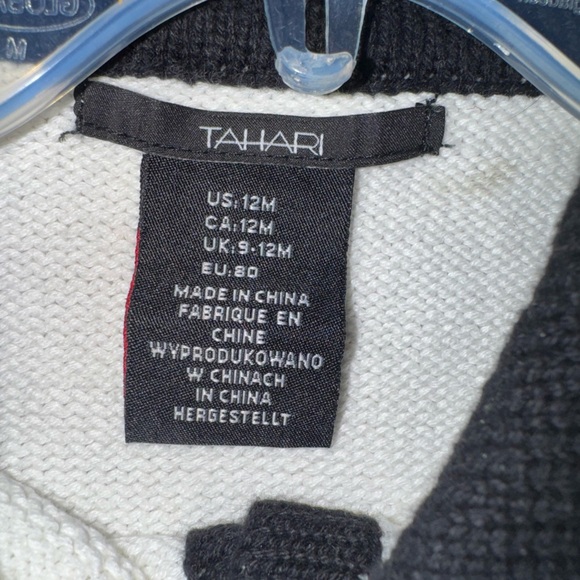 TAHARI
US:12M
CA:12M
UK:9-12M
EU:80
MADE IN CHINA
FABRIQUE EN
CHINE
WYPRODUKOWANO
W CHINACH
IN CHINA
HERGESTELLT